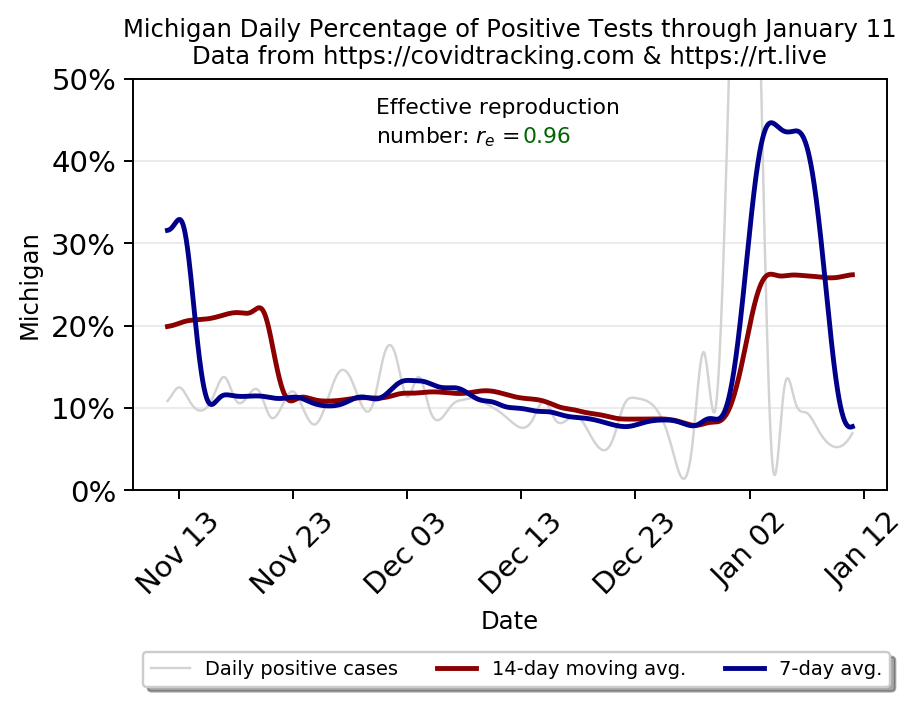 Michigan Daily Percentage of Positive Tests through January 11
Data from https://covidtracking.com & https://rt.live
Effective reproduction
number: rₑ =0.96
50%
40%
30%
20%
10%
0%
Michigan
Nov 13
Nov 23
Dec 03
Dec 13
Dec 23
Jan 02
Jan 12
Date
Daily positive cases
14-day moving avg.
7-day avg.